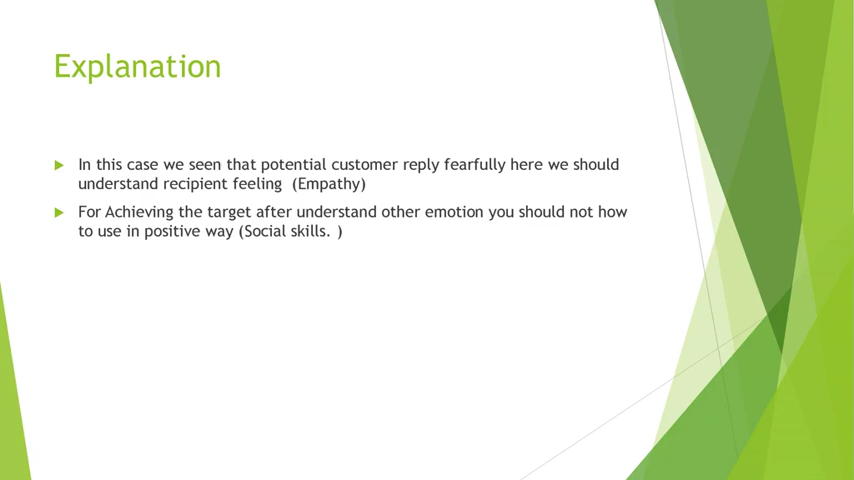 Explanation
In this case we seen that potential customer reply fearfully here we should
understand recipient feeling  (Empathy)
For Achieving the target after understand other emotion you should not how
to use in positive way (Social skills. )